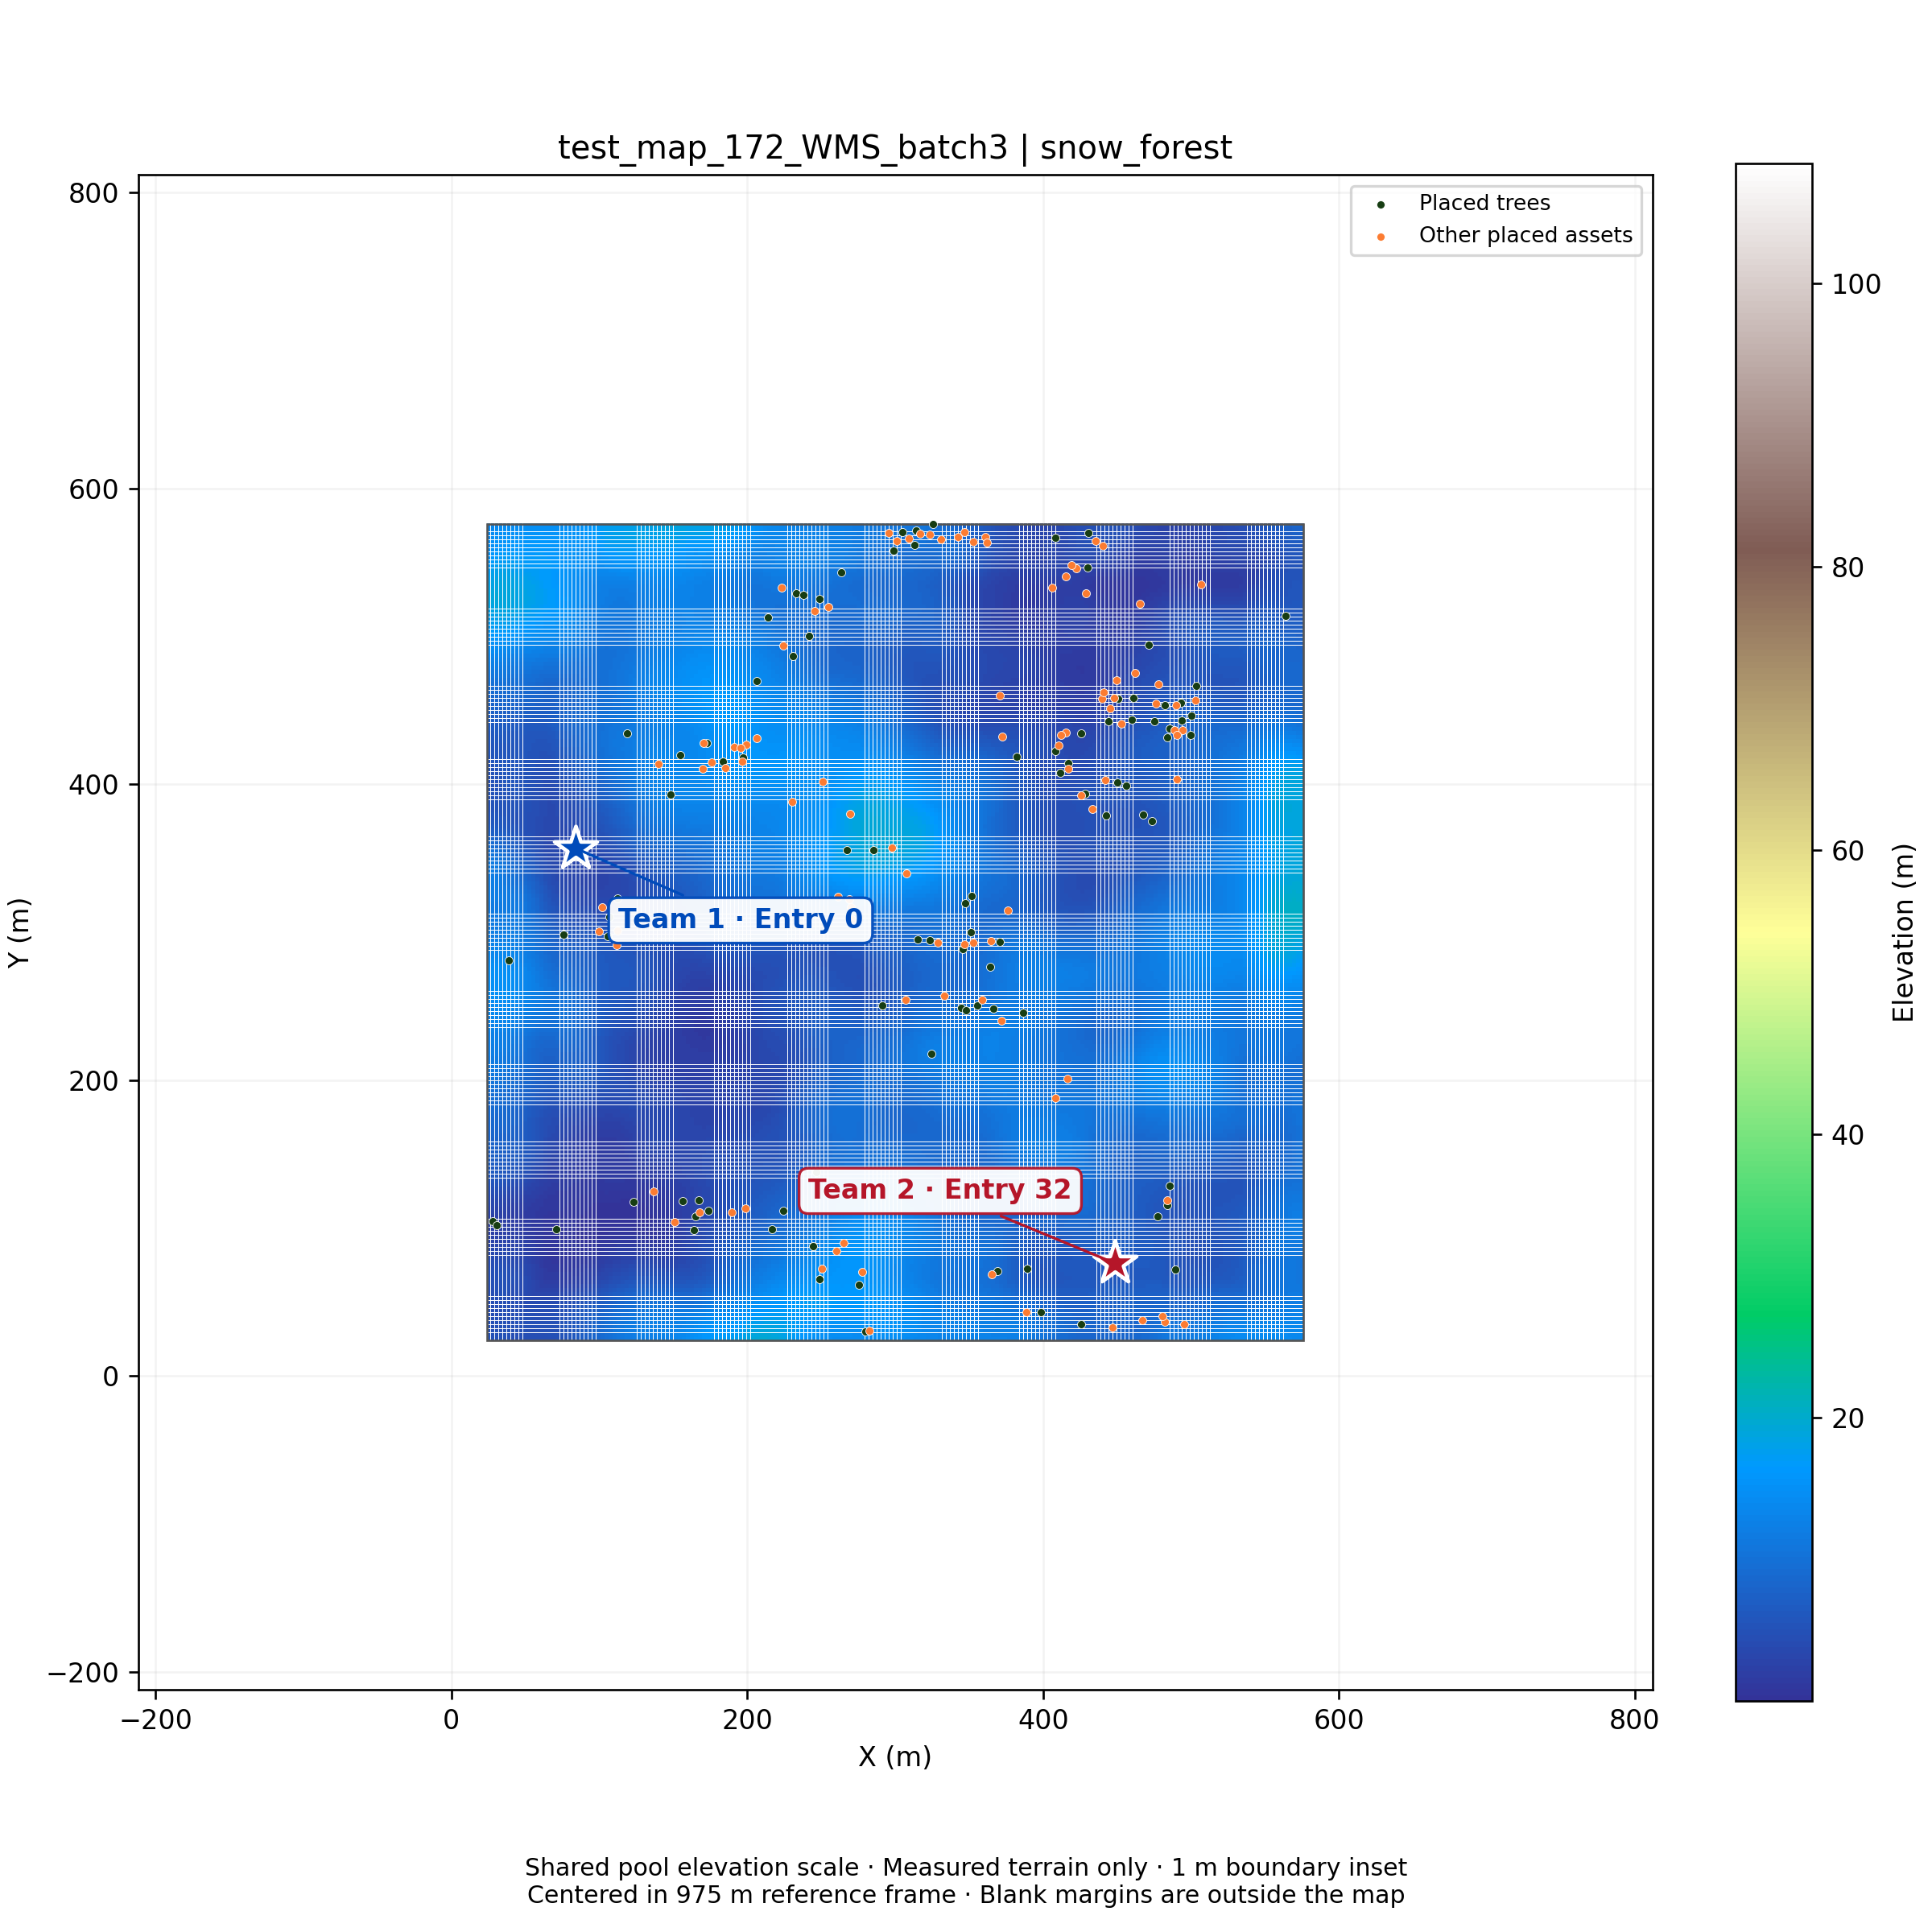 test_map_172_WMS_batch3 | snow_forest
Placed trees
Other placed assets
800
600
400
200
0
−200
−200
0
200
400
600
800
X (m)
Y (m)
Team 1 · Entry 0
Team 2 · Entry 32
100
80
60
40
20
Elevation (m)
Shared pool elevation scale · Measured terrain only · 1 m boundary inset
Centered in 975 m reference frame · Blank margins are outside the map